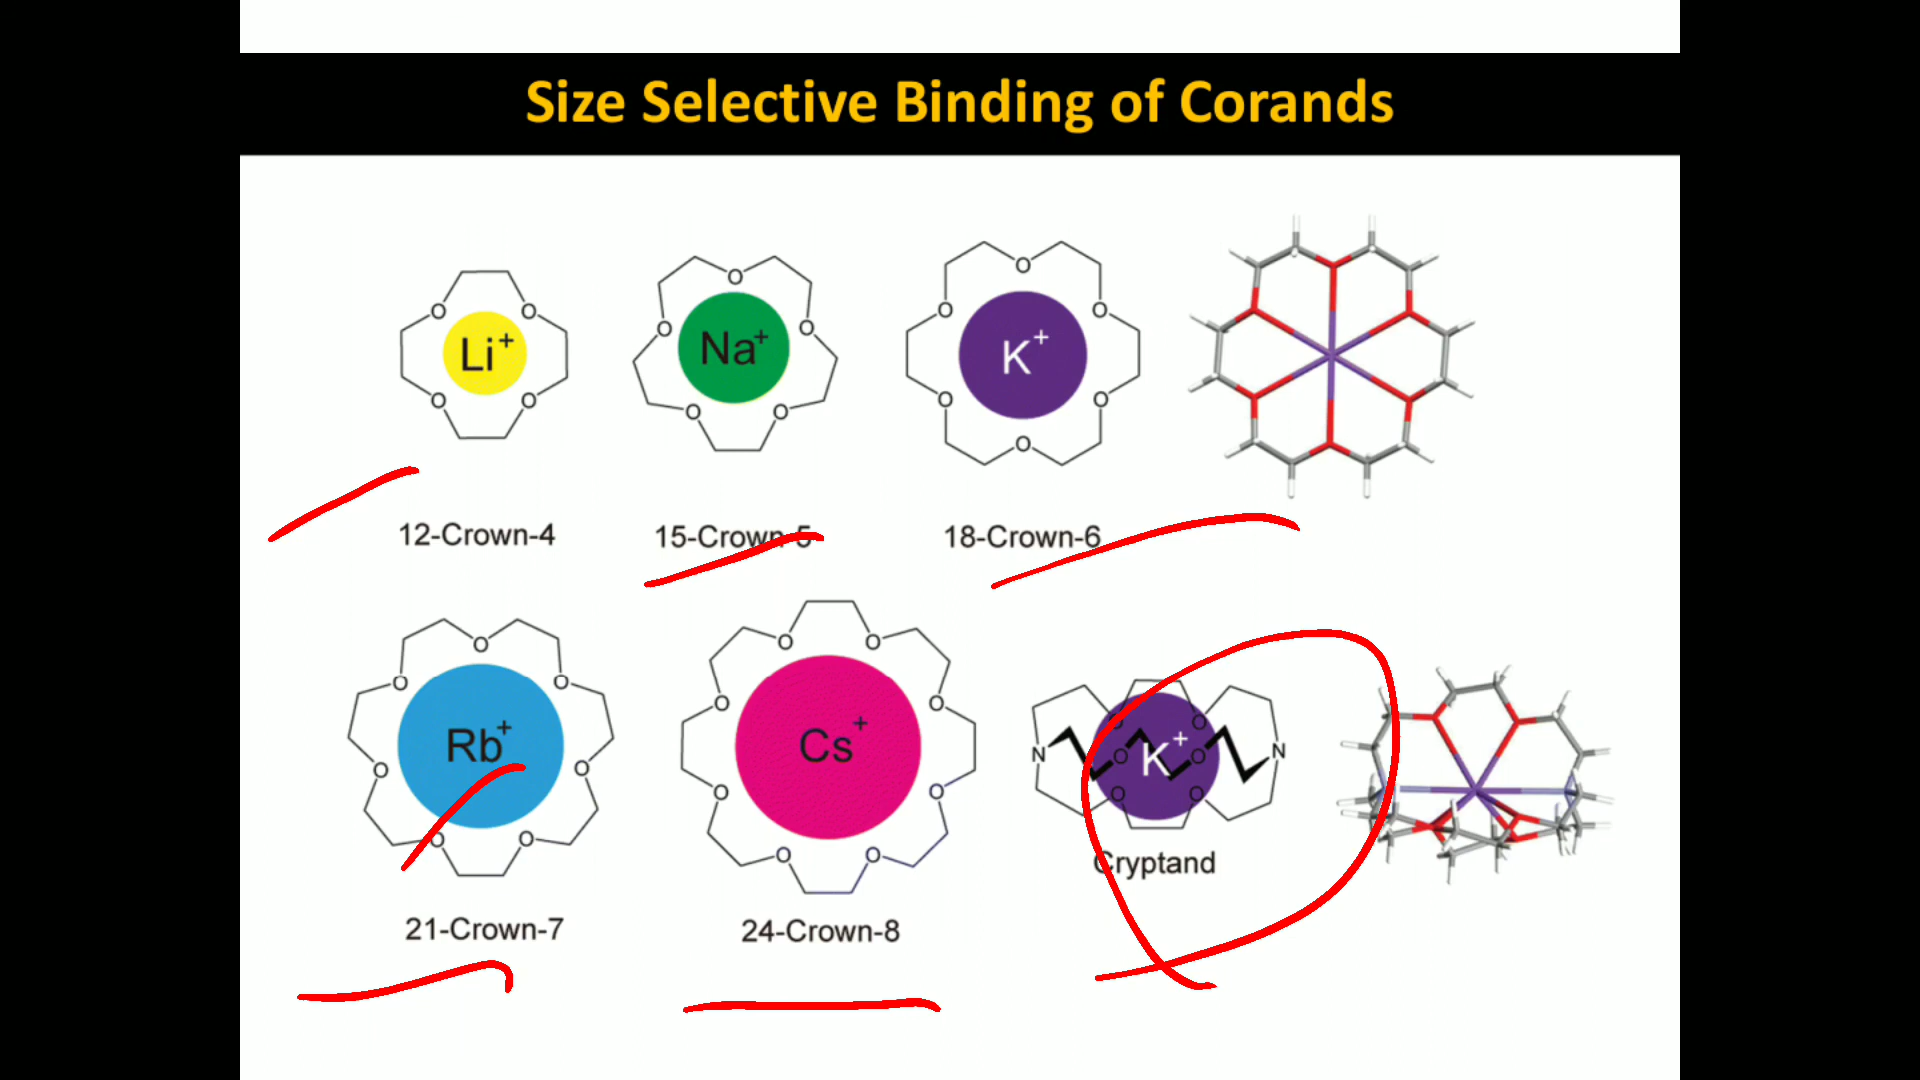 Size Selective Binding of Corands
O
O O
Li+
O O
12-Crown-4
O
O O
Na+
O O
15-Crown-5
O
O O
K+
O O
O
18-Crown-6
O
O O
Rb+
O O
O O
21-Crown-7
O O
O O
Cs+
O O
O O
24-Crown-8
O O
N O K+ O N
O O
Cryptand